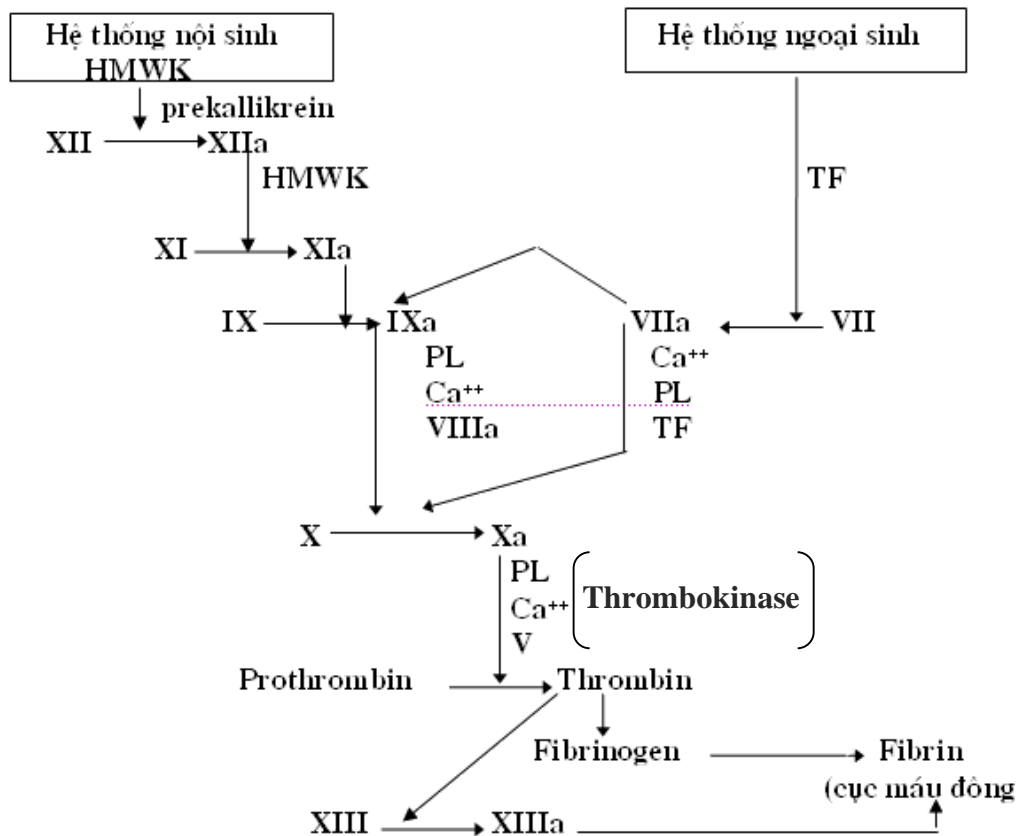 Hệ thống nội sinh
HMWK
Hệ thống ngoại sinh
prekallikrein
XII XIIa
HMWK
TF
XI XIa
IX IXa VIIa VII
PL Ca⁺⁺
Ca⁺⁺ PL
VIIIa TF
X Xa
PL
Ca⁺⁺ Thrombokinase
V
Prothrombin Thrombin
Fibrinogen Fibrin
(cục máu đông
XIII XIIIa